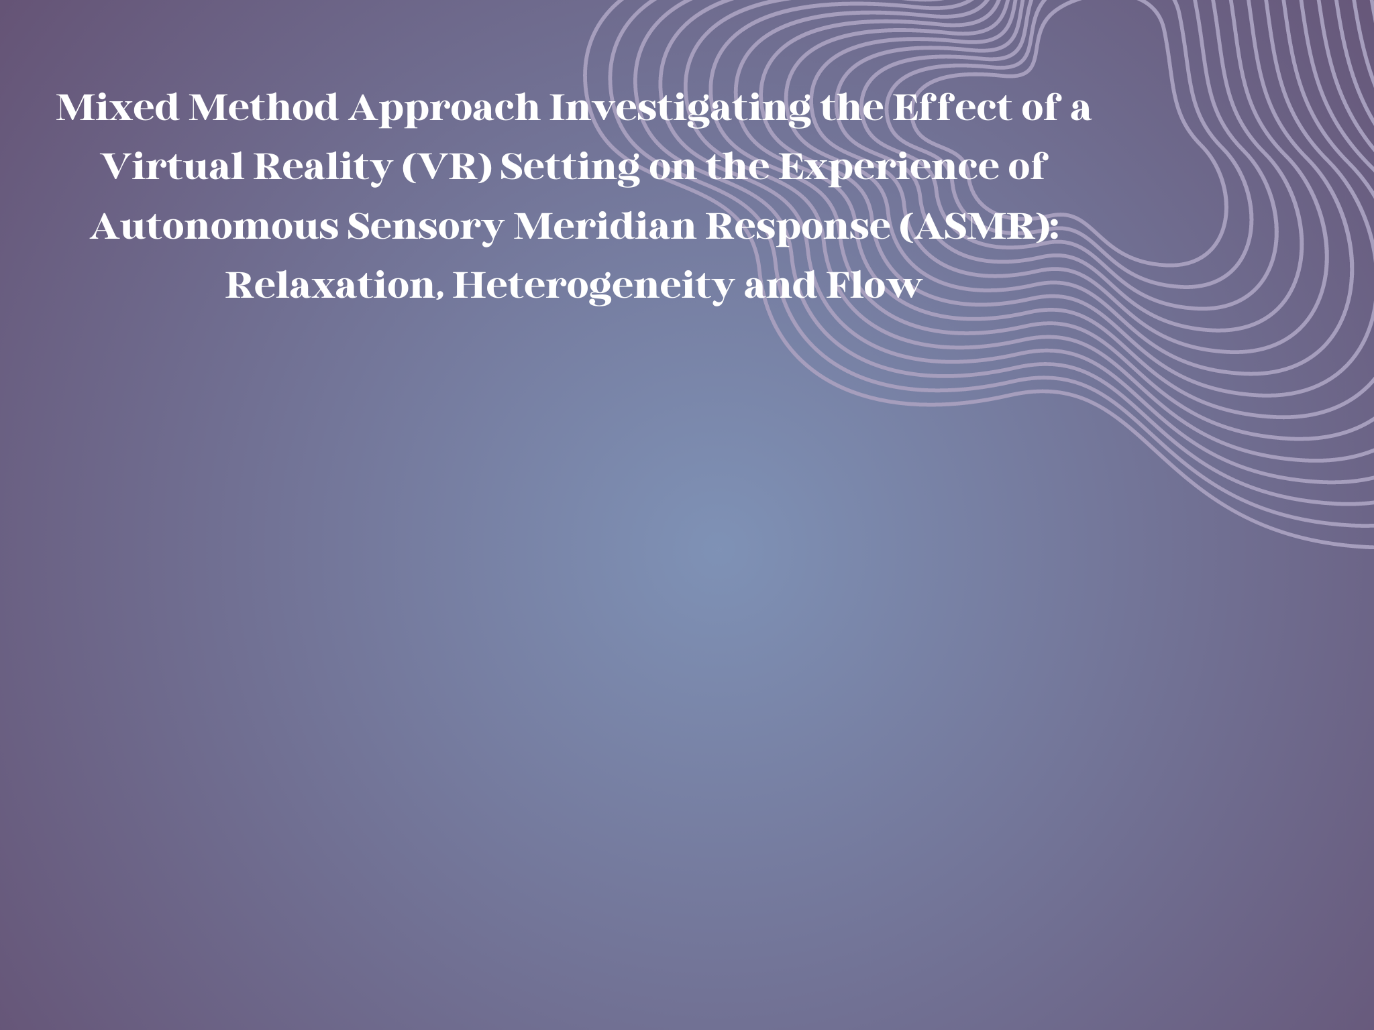 Mixed Method Approach Investigating the Effect of a
Virtual Reality (VR) Setting on the Experience of
Autonomous Sensory Meridian Response (ASMR):
Relaxation, Heterogeneity and Flow